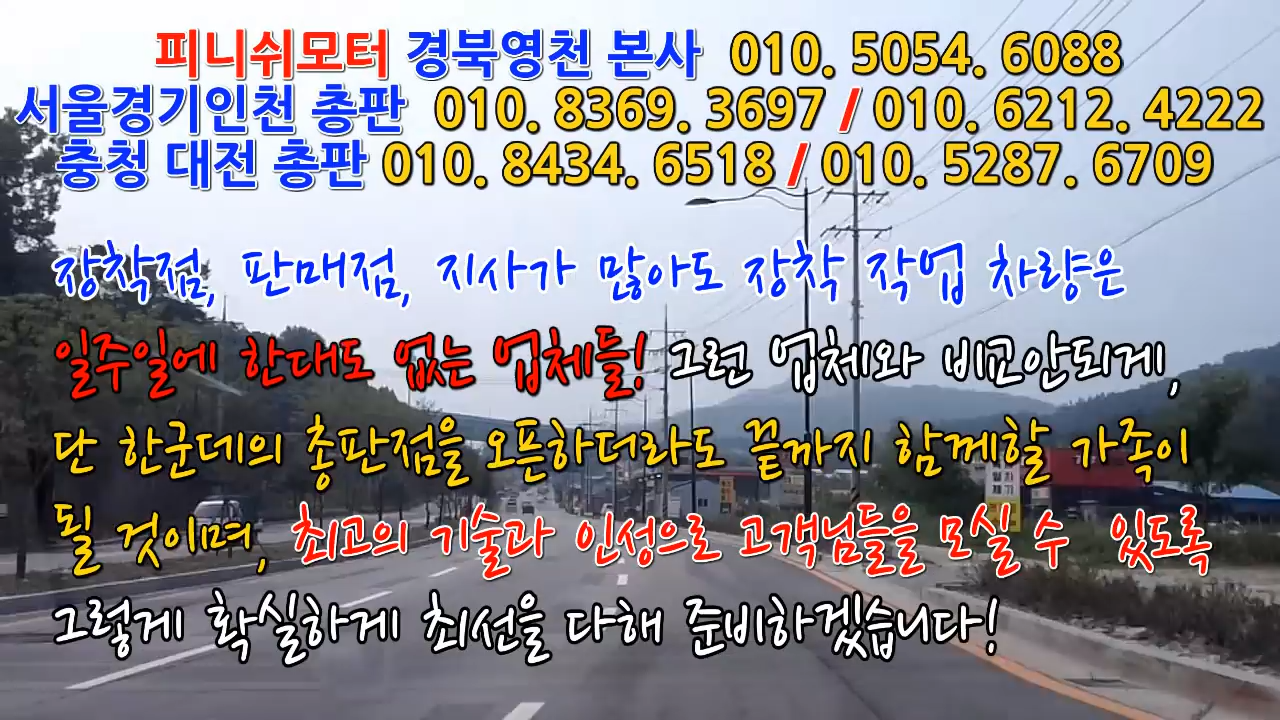 피니쉬모터 경북영천 본사 010. 5054. 6088
서울경기인천 총판 010. 8369. 3697 / 010. 6212. 4222
충청 대전 총판 010. 8434. 6518 / 010. 5287. 6709
장착점, 판매점, 지사가 많아도 장착 작업 차량은
일주일에 한대도 없는 업체들! 그런 업체와 비교안되게,
단 한군데의 총판점을 오픈하더라도 끝까지 함께할 가족이
될 것이며, 최고의 기술과 인성으로 고객님들을 모실 수 있도록
그렇게 확실하게 최선을 다해 준비하겠습니다!